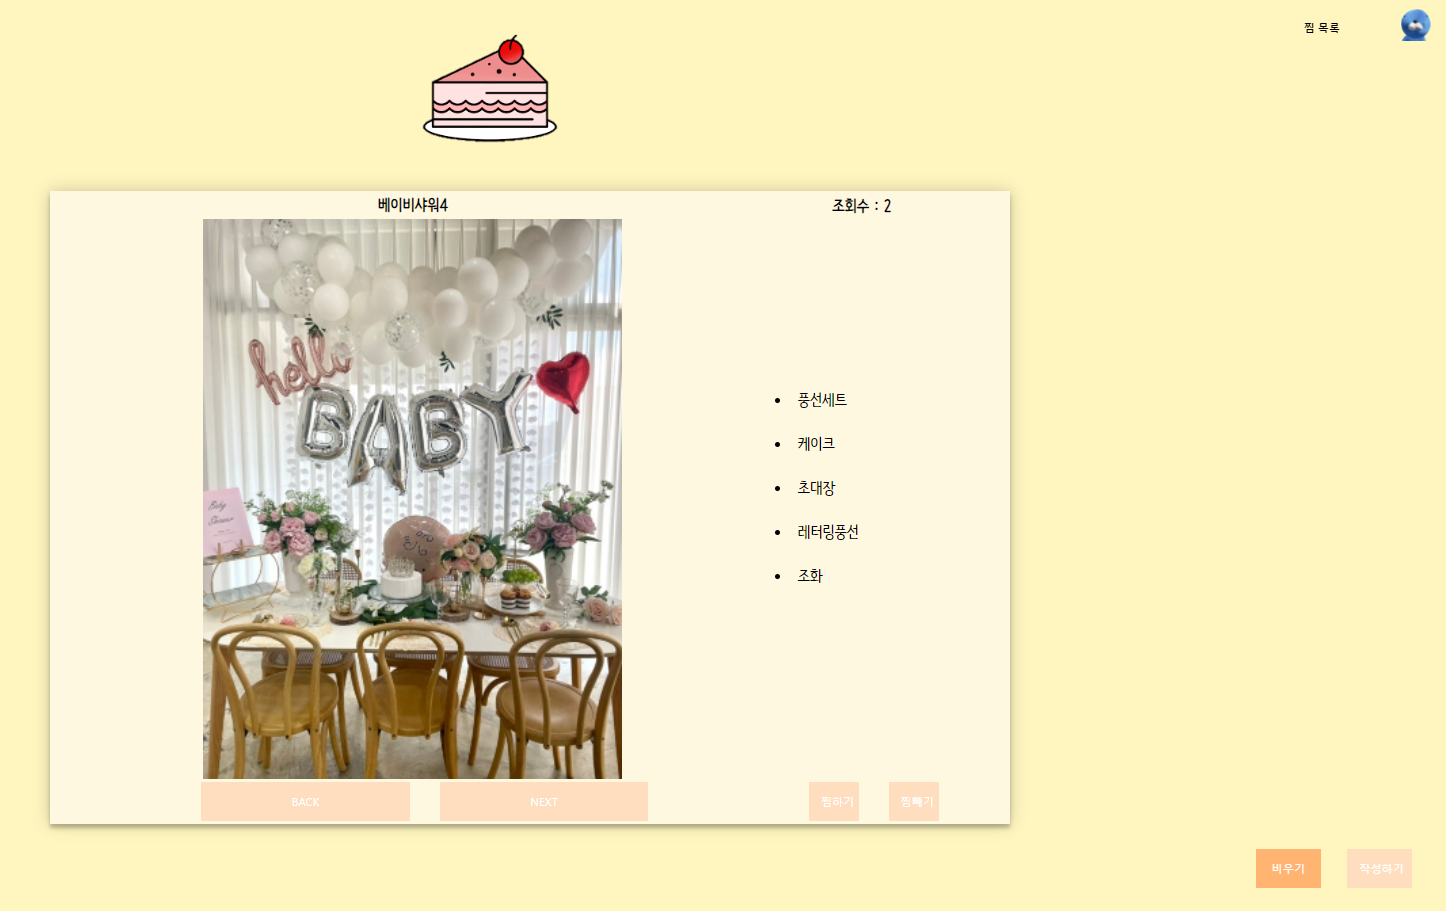 찜 목록
베이비샤워4
조회수 : 2
hello
BABY
Baby
Shower
풍선세트
케이크
초대장
레터링풍선
조화
BACK
NEXT
찜하기
찜빼기
비우기
작성하기